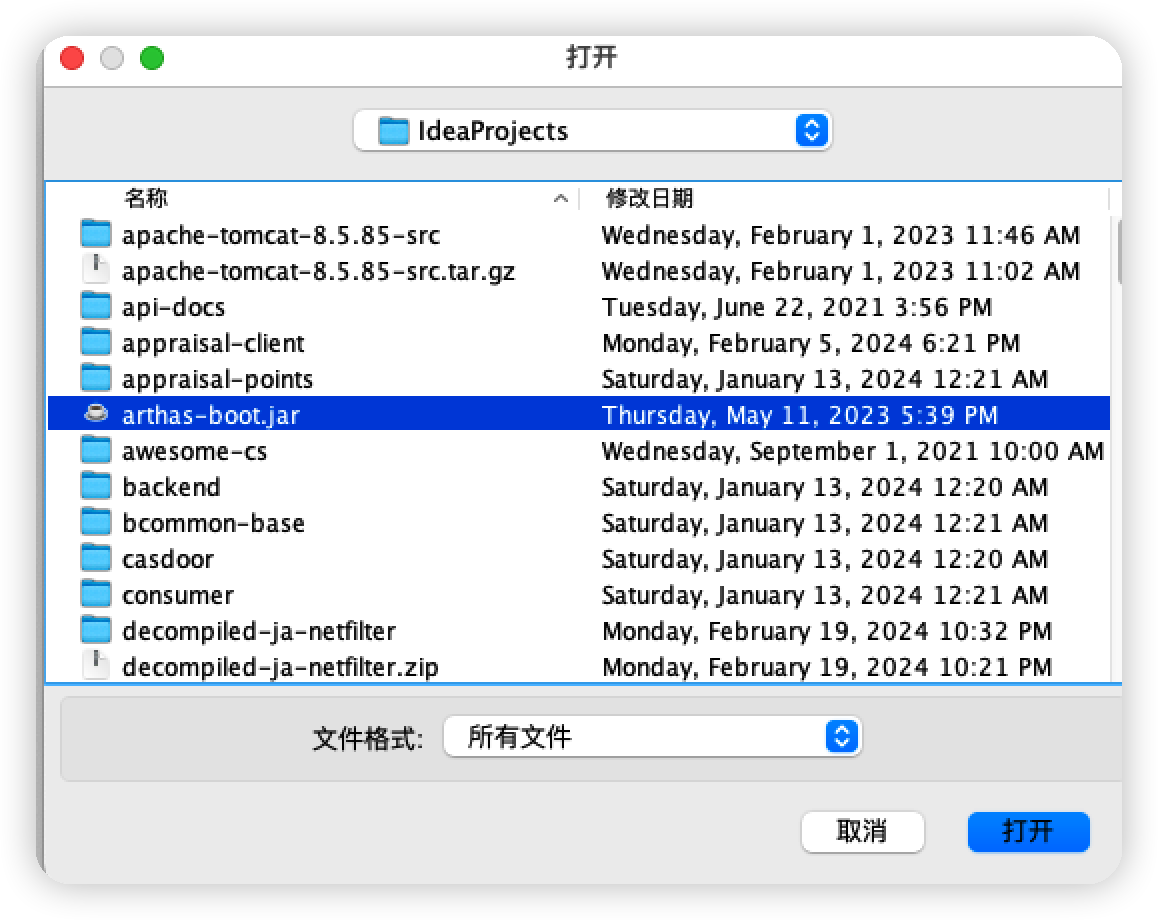 打开
IdeaProjects
名称 修改日期
apache-tomcat-8.5.85-src Wednesday, February 1, 2023 11:46 AM
apache-tomcat-8.5.85-src.tar.gz Wednesday, February 1, 2023 11:02 AM
api-docs Tuesday, June 22, 2021 3:56 PM
appraisal-client Monday, February 5, 2024 6:21 PM
appraisal-points Saturday, January 13, 2024 12:21 AM
arthas-boot.jar Thursday, May 11, 2023 5:39 PM
awesome-cs Wednesday, September 1, 2021 10:00 AM
backend Saturday, January 13, 2024 12:20 AM
bcommon-base Saturday, January 13, 2024 12:21 AM
casdoor Saturday, January 13, 2024 12:20 AM
consumer Saturday, January 13, 2024 12:21 AM
decompiled-ja-netfilter Monday, February 19, 2024 10:32 PM
decompiled-ja-netfilter.zip Monday, February 19, 2024 10:21 PM
文件格式: 所有文件
取消 打开